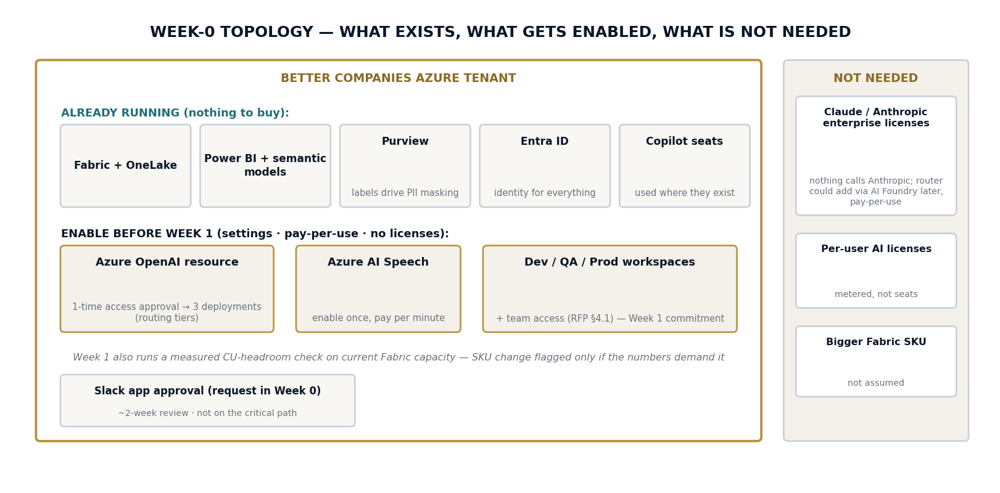 WEEK-0 TOPOLOGY — WHAT EXISTS, WHAT GETS ENABLED, WHAT IS NOT NEEDED
BETTER COMPANIES AZURE TENANT
ALREADY RUNNING (nothing to buy):
Fabric + OneLake
Power BI + semantic
models
Purview
labels drive PII masking
Entra ID
identity for everything
Copilot seats
used where they exist
ENABLE BEFORE WEEK 1 (settings · pay-per-use · no licenses):
Azure OpenAI resource
1-time access approval → 3 deployments
(routing tiers)
Azure AI Speech
enable once, pay per minute
Dev / QA / Prod workspaces
+ team access (RFP §4.1) — Week 1 commitment
Week 1 also runs a measured CU-headroom check on current Fabric capacity — SKU change flagged only if the numbers demand it
Slack app approval (request in Week 0)
~2-week review · not on the critical path
NOT NEEDED
Claude / Anthropic
enterprise licenses
nothing calls Anthropic; router
could add via AI Foundry later,
pay-per-use
Per-user AI licenses
metered, not seats
Bigger Fabric SKU
not assumed